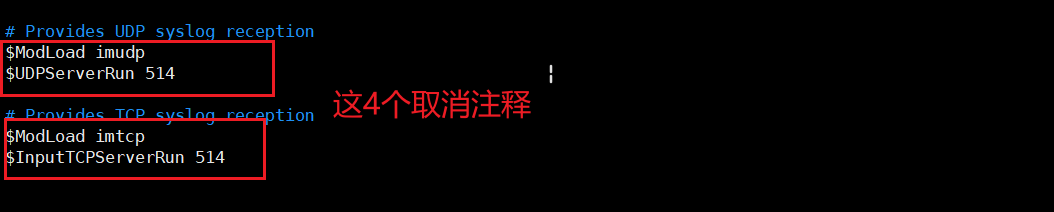 # Provides UDP syslog reception
$ModLoad imudp
$UDPServerRun 514
# Provides TCP syslog reception
这4个取消注释
$ModLoad imtcp
$InputTCPServerRun 514